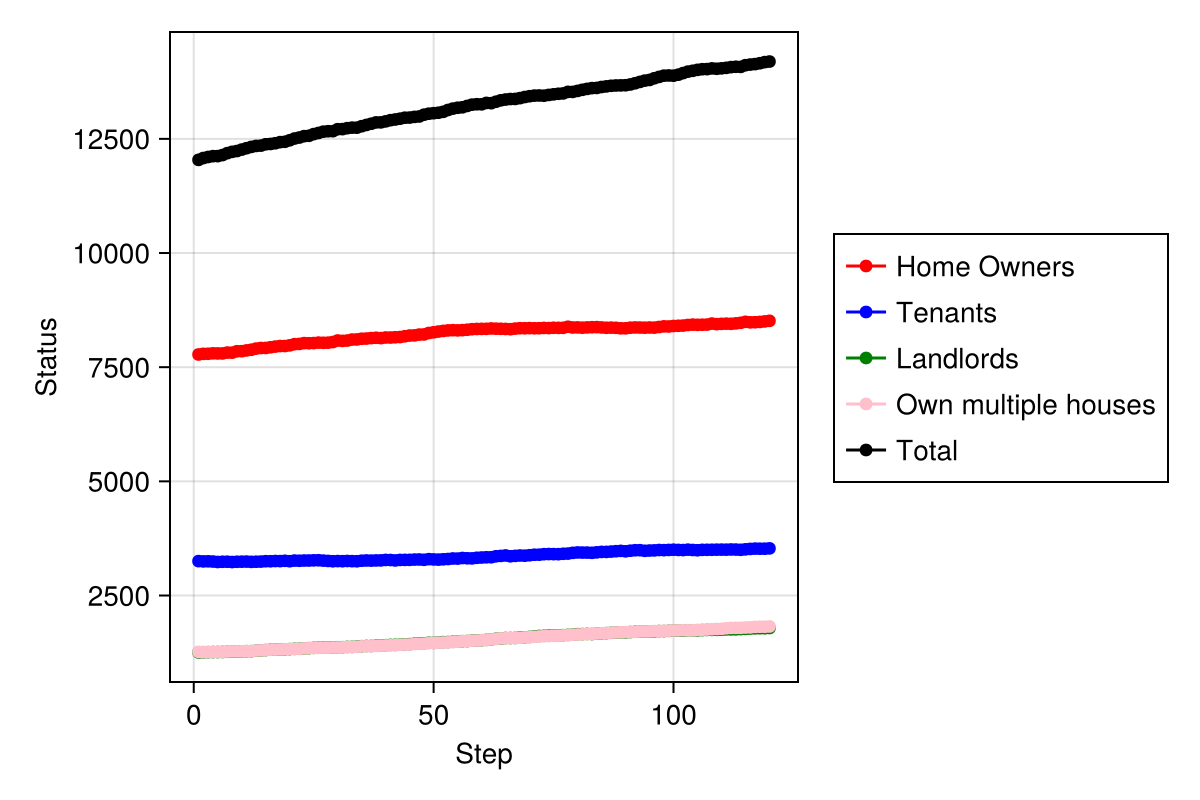 12500
10000
7500
5000
2500
Status
0 50 100
Step
Home Owners
Tenants
Landlords
Own multiple houses
Total